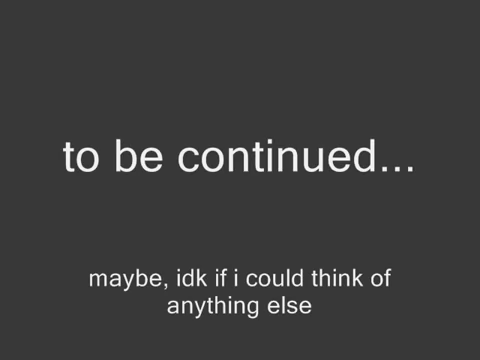 to be continued...
maybe, idk if i could think of
anything else